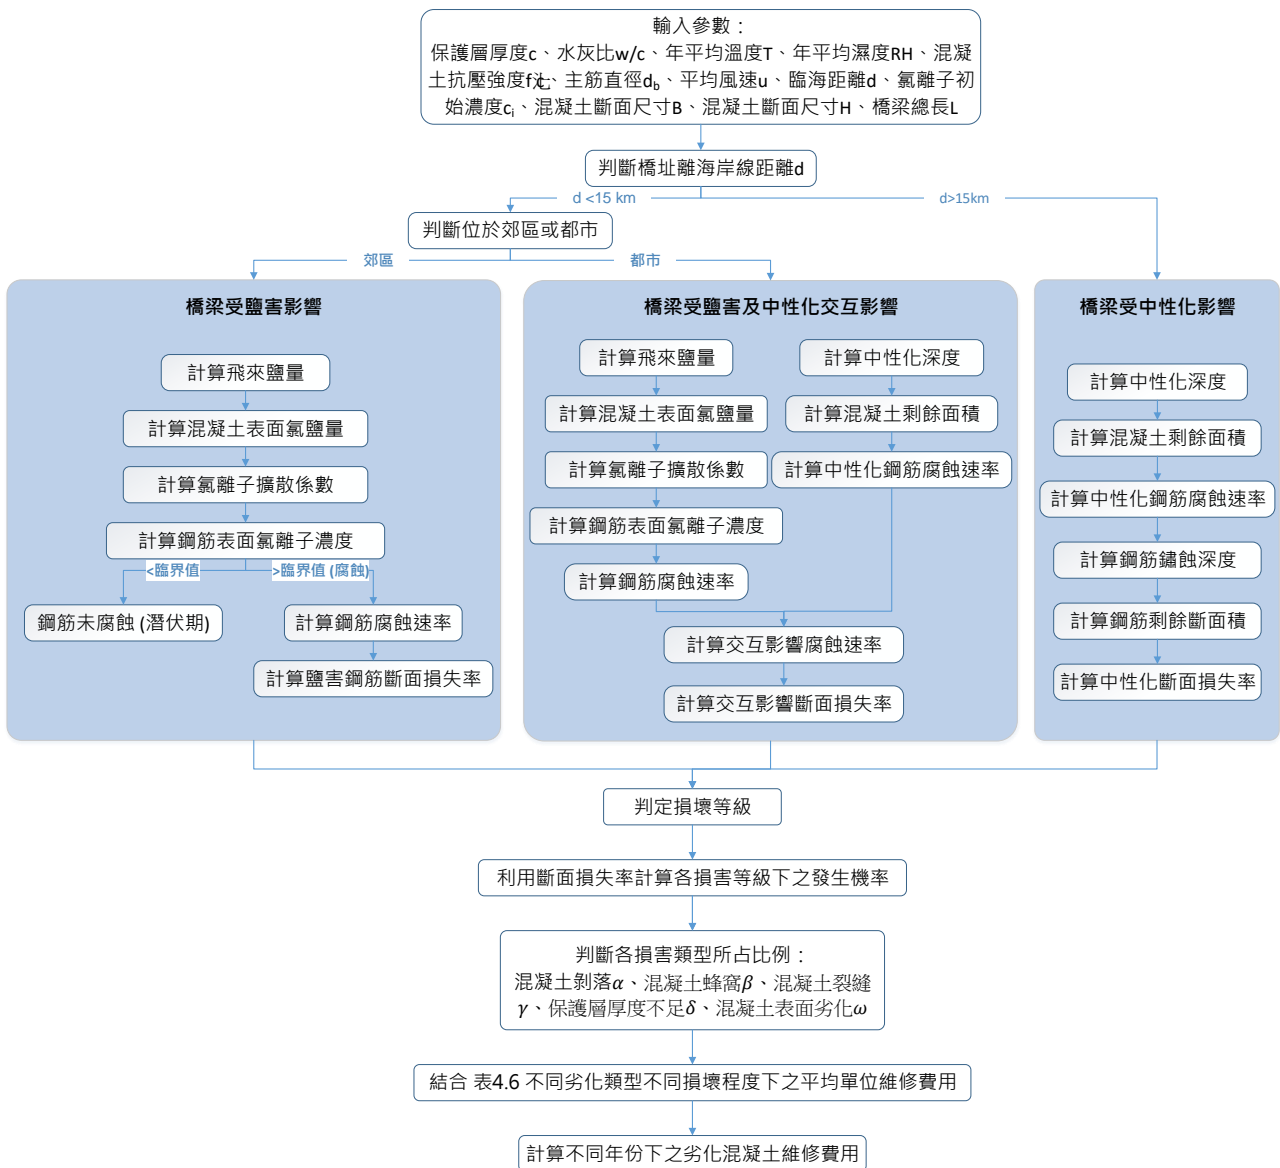 輸入參數：
保護層厚度c、水灰比w/c、年平均溫度T、年平均濕度RH、混凝
土抗壓強度f、主筋直徑d_b、平均風速u、臨海距離d、氯離子初
始濃度c_i、混凝土斷面尺寸B、混凝土斷面尺寸H、橋梁總長L
判斷橋址離海岸線距離d
d <15 km
d>15km
判斷位於郊區或都市
郊區
都市
橋梁受鹽害影響
計算飛來鹽量
計算混凝土表面氯鹽量
計算氯離子擴散係數
計算鋼筋表面氯離子濃度
<臨界值
>臨界值 (腐蝕)
鋼筋未腐蝕 (潛伏期)
計算鋼筋腐蝕速率
計算鹽害鋼筋斷面損失率
橋梁受鹽害及中性化交互影響
計算飛來鹽量
計算混凝土表面氯鹽量
計算氯離子擴散係數
計算鋼筋表面氯離子濃度
計算鋼筋腐蝕速率
計算中性化深度
計算混凝土剩餘面積
計算中性化鋼筋腐蝕速率
計算交互影響腐蝕速率
計算交互影響斷面損失率
橋梁受中性化影響
計算中性化深度
計算混凝土剩餘面積
計算中性化鋼筋腐蝕速率
計算鋼筋鏽蝕深度
計算鋼筋剩餘斷面積
計算中性化斷面損失率
判定損壞等級
利用斷面損失率計算各損害等級下之發生機率
判斷各損害類型所占比例：
混凝土剝落α、混凝土蜂窩β、混凝土裂縫
γ、保護層厚度不足δ、混凝土表面劣化ω
結合 表4.6 不同劣化類型不同損壞程度下之平均單位維修費用
計算不同年份下之劣化混凝土維修費用